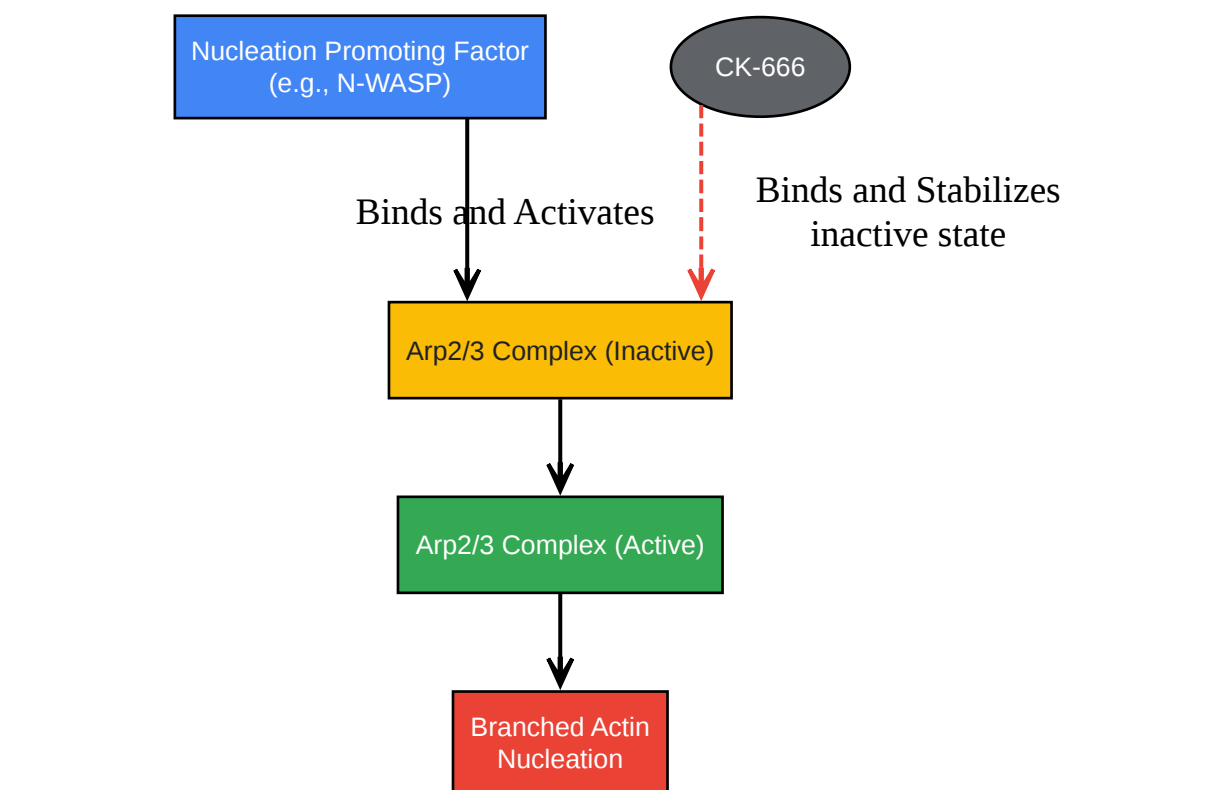 Nucleation Promoting Factor
(e.g., N-WASP)
CK-666
Binds and Activates
Binds and Stabilizes
inactive state
Arp2/3 Complex (Inactive)
Arp2/3 Complex (Active)
Branched Actin
Nucleation